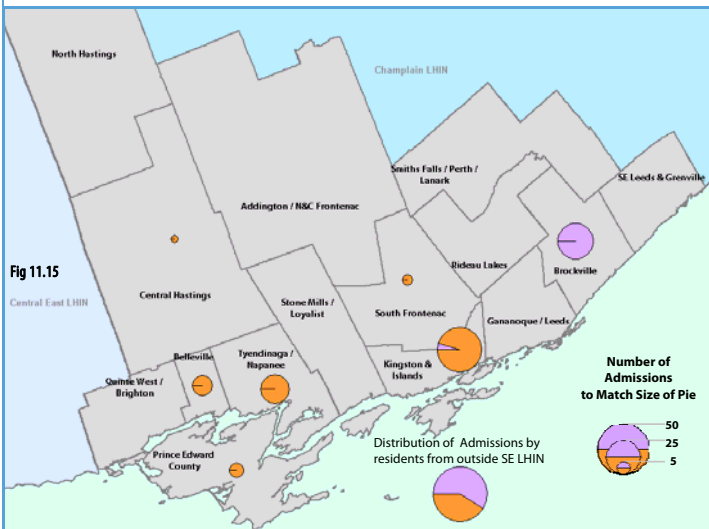 North Hastings
Champlain LHIN
Smiths Falls / Perth /
Lanark
SE Leeds & Grenville
Addington / N&C Frontenac
Fig 11.15
Central East LHIN
Central Hastings
Stone Mills /
Loyalist
South Frontenac
Rideau Lakes
Brockville
Gananoque / Leeds
Belleville
Tyendinaga /
Napanee
Quinte West /
Brighton
Kingston &
Islands
Prince Edward
County
Number of
Admissions
to Match Size of Pie
50
25
5
Distribution of Admissions by
residents from outside SE LHIN